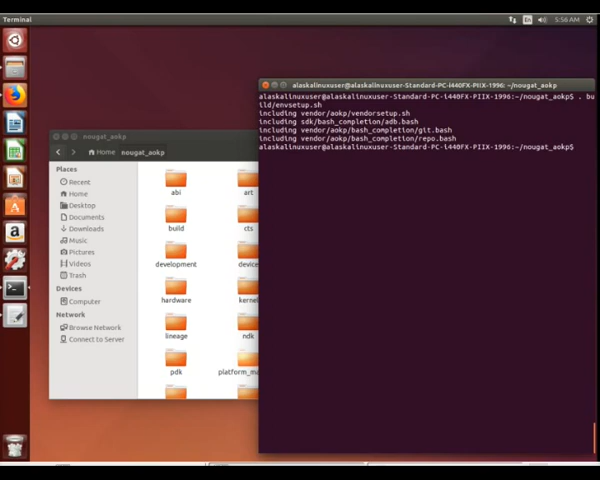 Terminal
En
5:56 AM
nougat_aokp
Home nougat_aokp
Places
Recent
Home
Desktop
Documents
Downloads
Music
Pictures
Videos
Trash
Devices
Computer
Network
Browse Network
Connect to Server
abi
art
build
cts
development
device
hardware
kernel
lineage
ndk
pdk
platform_ma
alaskalinuxuser@alaskalinuxuser-Standard-PC-i440FX-PIIX-1996: ~/nougat_aokp
alaskalinuxuser@alaskalinuxuser-Standard-PC-i440FX-PIIX-1996:~/nougat_aokp$ . bu
ild/envsetup.sh
including vendor/aokp/vendorsetup.sh
including sdk/bash_completion/adb.bash
including vendor/aokp/bash_completion/git.bash
including vendor/aokp/bash_completion/repo.bash
alaskalinuxuser@alaskalinuxuser-Standard-PC-i440FX-PIIX-1996:~/nougat_aokp$